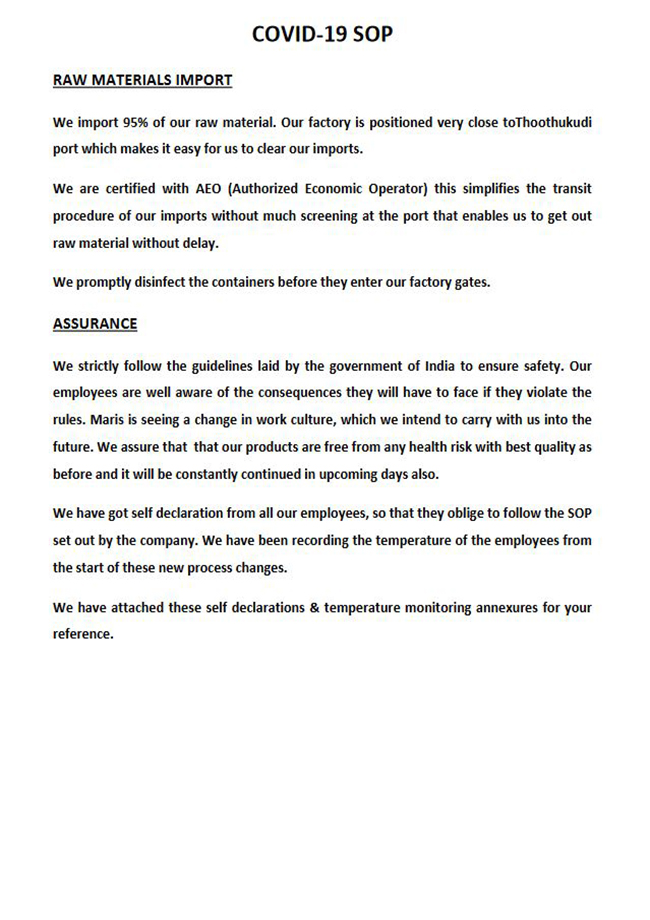 COVID-19 SOP
RAW MATERIALS IMPORT
We import 95% of our raw material. Our factory is positioned very close toThoothukudi
port which makes it easy for us to clear our imports.
We are certified with AEO (Authorized Economic Operator) this simplifies the transit
procedure of our imports without much screening at the port that enables us to get out
raw material without delay.
We promptly disinfect the containers before they enter our factory gates.
ASSURANCE
We strictly follow the guidelines laid by the government of India to ensure safety. Our
employees are well aware of the consequences they will have to face if they violate the
rules. Maris is seeing a change in work culture, which we intend to carry with us into the
future. We assure that  that our products are free from any health risk with best quality as
before and it will be constantly continued in upcoming days also.
We have got self declaration from all our employees, so that they oblige to follow the SOP
set out by the company. We have been recording the temperature of the employees from
the start of these new process changes.
We have attached these self declarations & temperature monitoring annexures for your
reference.